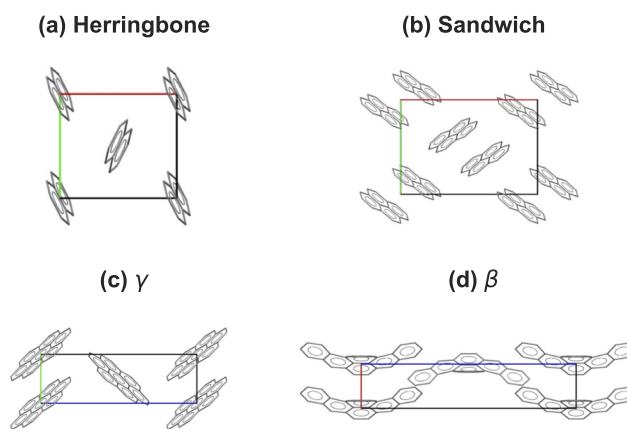 (a) Herringbone
(b) Sandwich
(c) γ
(d) β